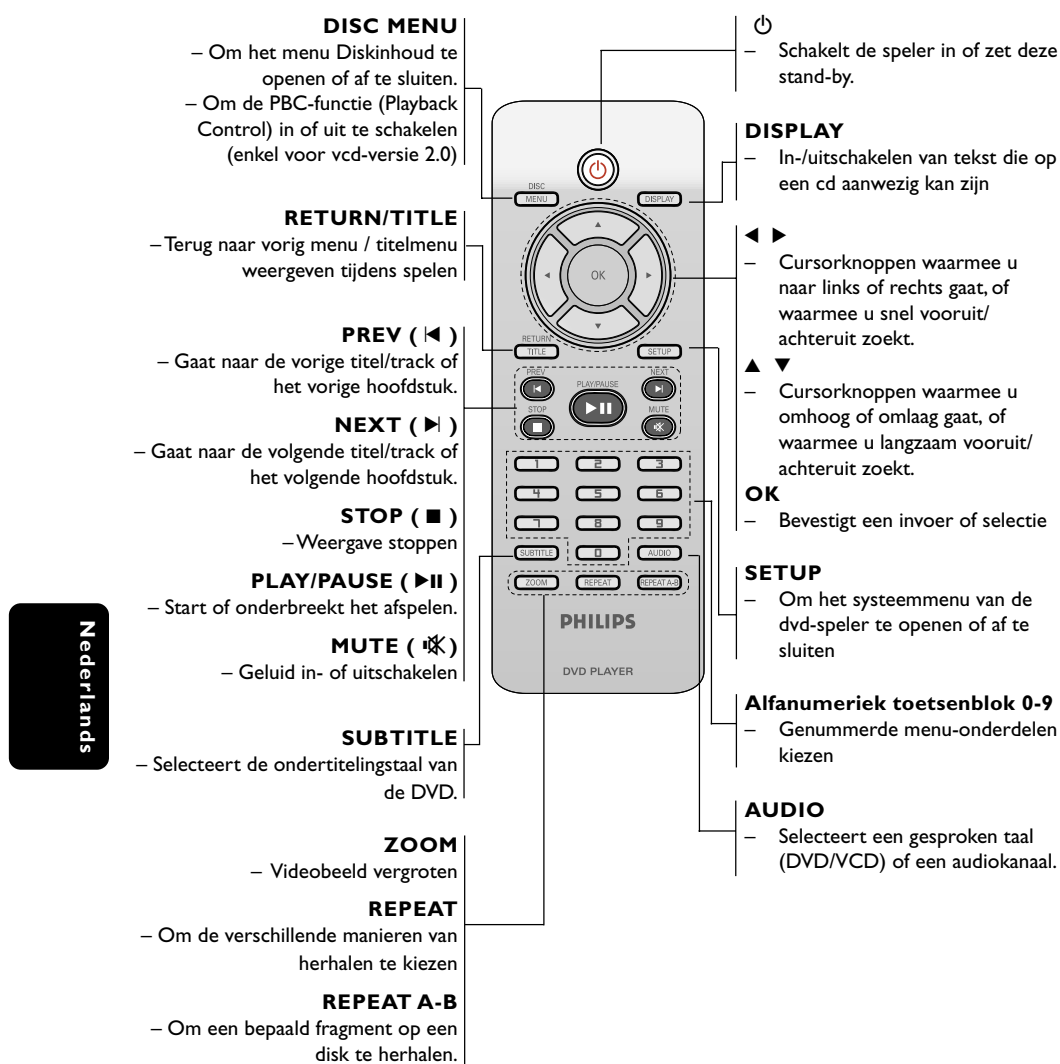 DISC MENU
– Om het menu Diskinhoud te
openen of af te sluiten.
– Om de PBC-functie (Playback
Control) in of uit te schakelen
(enkel voor vcd-versie 2.0)
RETURN/TITLE
– Terug naar vorig menu / titelmenu
weergeven tijdens spelen
PREV ( |◀ )
– Gaat naar de vorige titel/track of
het vorige hoofdstuk.
NEXT ( ▶| )
– Gaat naar de volgende titel/track of
het volgende hoofdstuk.
STOP ( ■ )
– Weergave stoppen
PLAY/PAUSE ( ▶II )
– Start of onderbreekt het afspelen.
MUTE ( 🔇 )
– Geluid in- of uitschakelen
SUBTITLE
– Selecteert de ondertitelingstaal van
de DVD.
ZOOM
– Videobeeld vergroten
REPEAT
– Om de verschillende manieren van
herhalen te kiezen
REPEAT A-B
– Om een bepaald fragment op een
disk te herhalen.
Nederlands
DISC
MENU
DISPLAY
OK
RETURN
TITLE
SETUP
PREV
PLAY/PAUSE
NEXT
STOP
MUTE
1 2 3
4 5 6
7 8 9
SUBTITLE 0 AUDIO
ZOOM REPEAT REPEAT A-B
PHILIPS
DVD PLAYER
⏻
– Schakelt de speler in of zet deze
stand-by.
DISPLAY
– In-/uitschakelen van tekst die op
een cd aanwezig kan zijn
◀ ▶
– Cursorknoppen waarmee u
naar links of rechts gaat, of
waarmee u snel vooruit/
achteruit zoekt.
▲ ▼
– Cursorknoppen waarmee u
omhoog of omlaag gaat, of
waarmee u langzaam vooruit/
achteruit zoekt.
OK
– Bevestigt een invoer of selectie
SETUP
– Om het systeemmenu van de
dvd-speler te openen of af te
sluiten
Alfanumeriek toetsenblok 0-9
– Genummerde menu-onderdelen
kiezen
AUDIO
– Selecteert een gesproken taal
(DVD/VCD) of een audiokanaal.